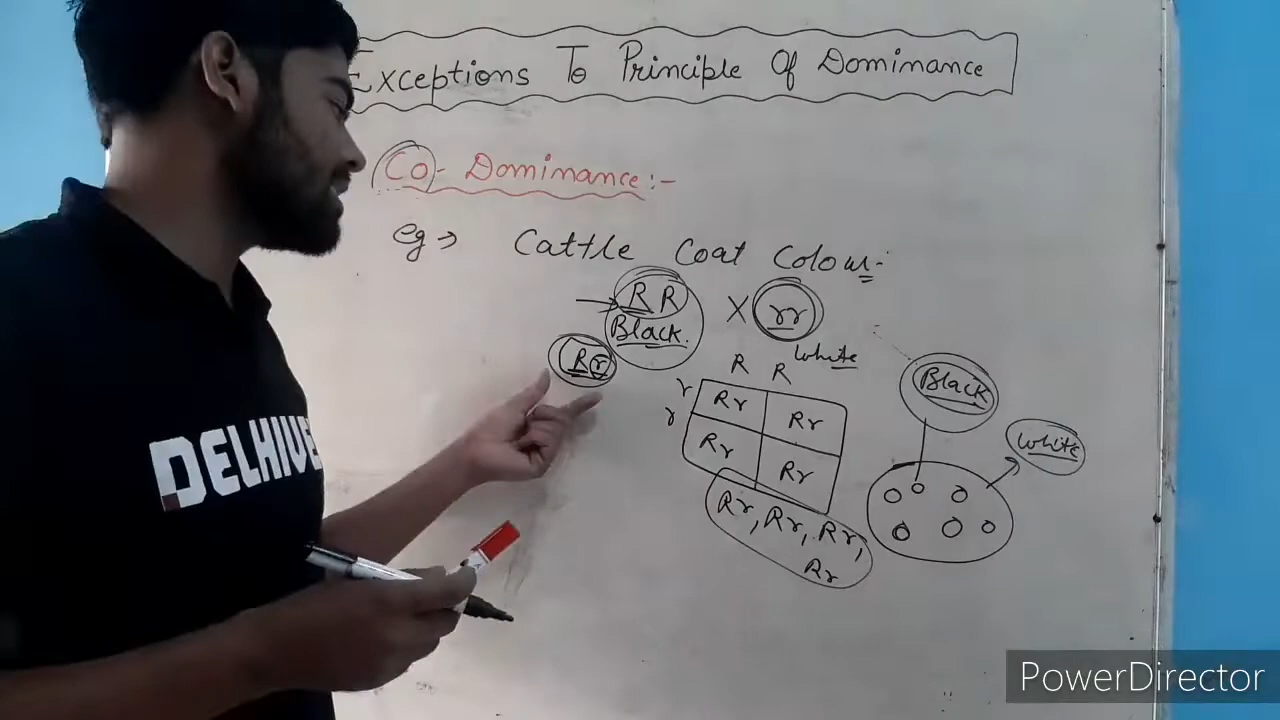 Exceptions To Principle Of Dominance
Co-Dominance:-
eg → Cattle Coat Colour:-
RR X rr
Black. White
Rr
R R
r Rr Rr
r Rr Rr
Rr, Rr, Rr,
Rr
Black
White
DELHIVE
PowerDirector